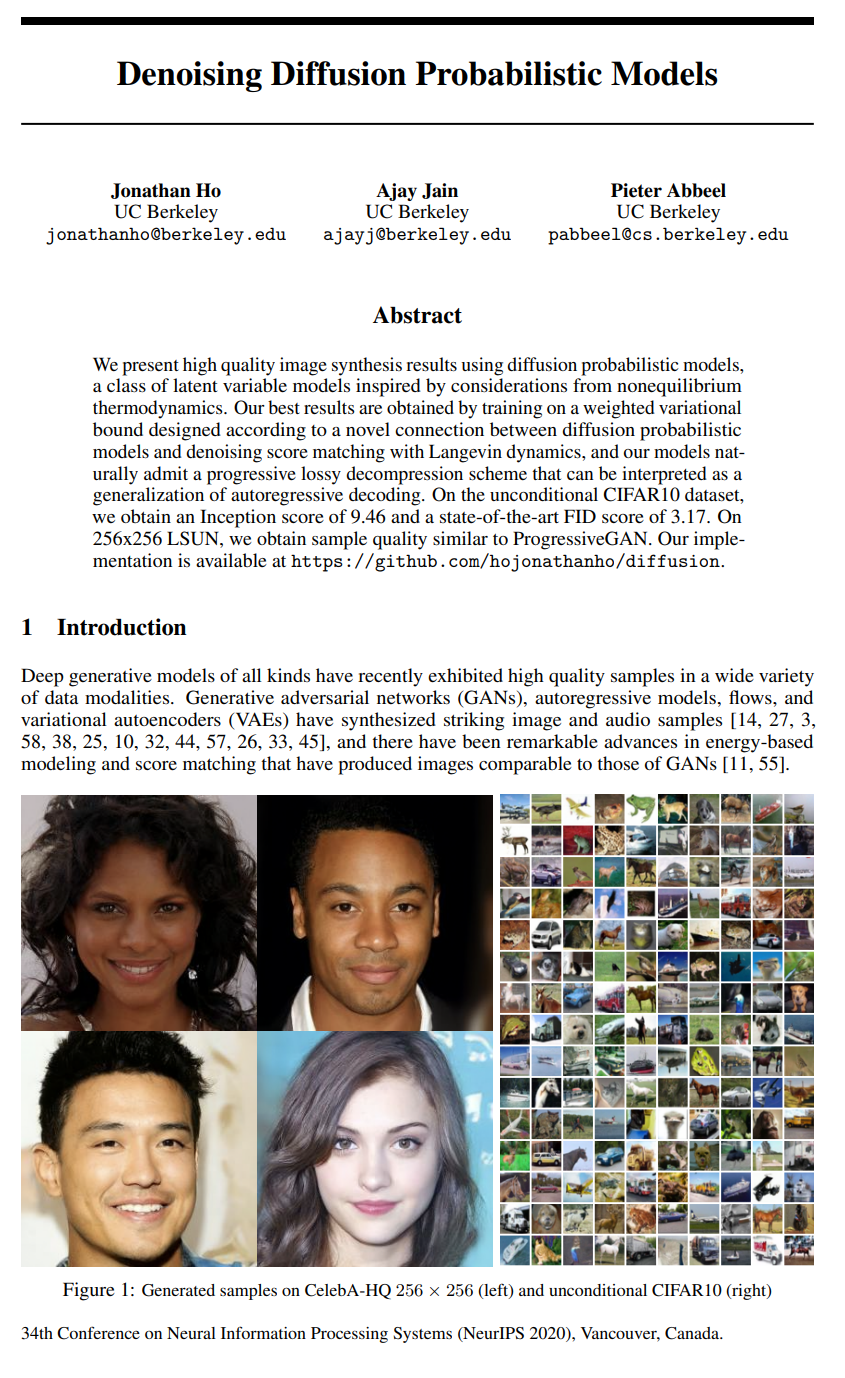 Denoising Diffusion Probabilistic Models
Jonathan Ho
UC Berkeley
jonathanho@berkeley.edu
Ajay Jain
UC Berkeley
ajayj@berkeley.edu
Pieter Abbeel
UC Berkeley
pabbeel@cs.berkeley.edu
Abstract
We present high quality image synthesis results using diffusion probabilistic models,
a class of latent variable models inspired by considerations from nonequilibrium
thermodynamics. Our best results are obtained by training on a weighted variational
bound designed according to a novel connection between diffusion probabilistic
models and denoising score matching with Langevin dynamics, and our models nat-
urally admit a progressive lossy decompression scheme that can be interpreted as a
generalization of autoregressive decoding. On the unconditional CIFAR10 dataset,
we obtain an Inception score of 9.46 and a state-of-the-art FID score of 3.17. On
256x256 LSUN, we obtain sample quality similar to ProgressiveGAN. Our imple-
mentation is available at https://github.com/hojonathanho/diffusion.
1 Introduction
Deep generative models of all kinds have recently exhibited high quality samples in a wide variety
of data modalities. Generative adversarial networks (GANs), autoregressive models, flows, and
variational autoencoders (VAEs) have synthesized striking image and audio samples [14, 27, 3,
58, 38, 25, 10, 32, 44, 57, 26, 33, 45], and there have been remarkable advances in energy-based
modeling and score matching that have produced images comparable to those of GANs [11, 55].
Figure 1: Generated samples on CelebA-HQ 256 × 256 (left) and unconditional CIFAR10 (right)
34th Conference on Neural Information Processing Systems (NeurIPS 2020), Vancouver, Canada.